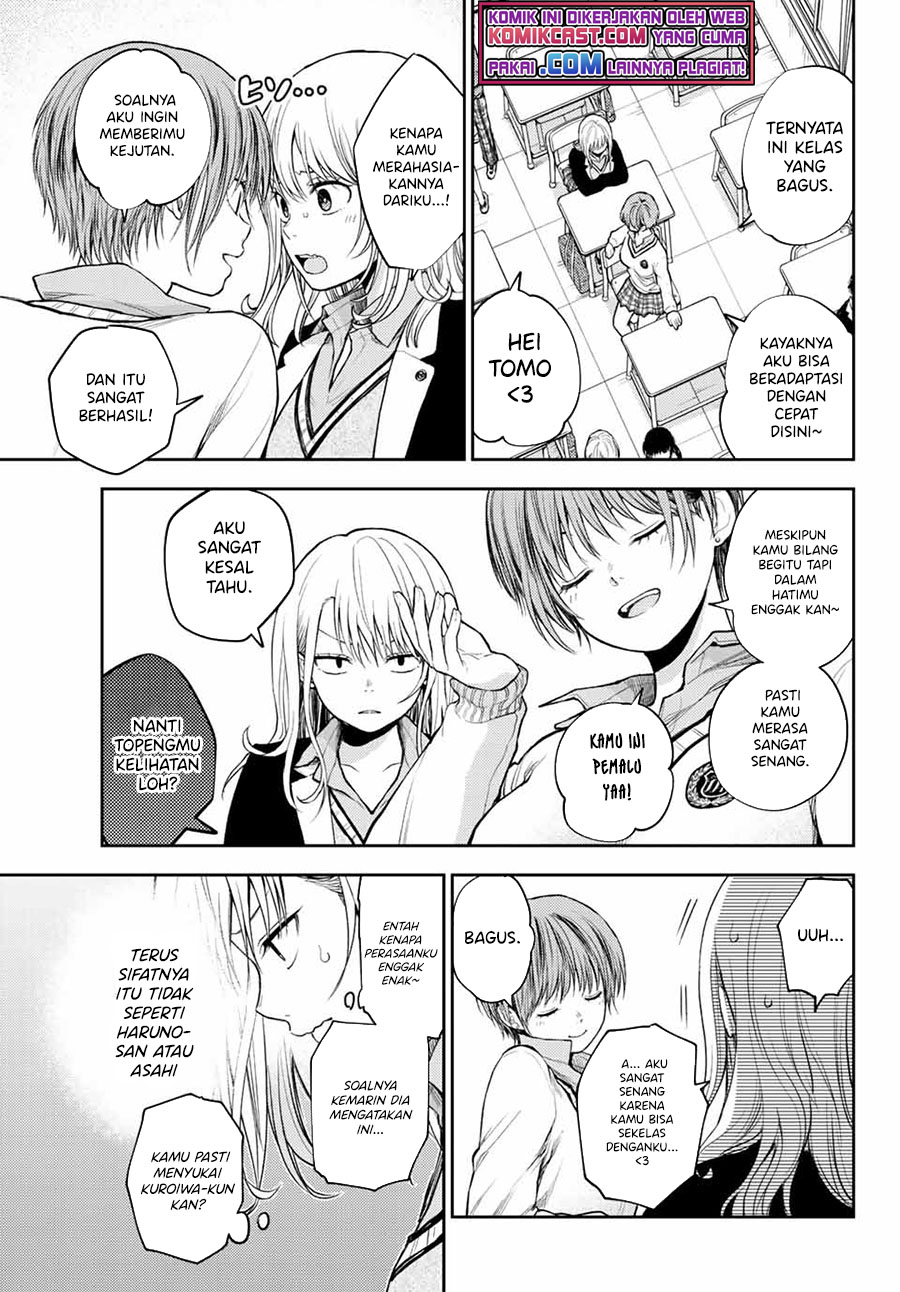 KOMIK INI DIKERJAKAN OLEH WEB
KOMIKCAST.COM YANG CUMA
PAKAI .COM LAINNYA PLAGIAT!
TERNYATA
INI KELAS
YANG
BAGUS.
KAYAKNYA
AKU BISA
BERADAPTASI
DENGAN
CEPAT
DISINI~
HEI
TOMO
<3
KENAPA
KAMU
MERAHASIA-
KANNYA
DARIKU...!
ヒソ...
SOALNYA
AKU INGIN
MEMBERIMU
KEJUTAN.
DAN ITU
SANGAT
BERHASIL!
MESKIPUN
KAMU BILANG
BEGITU TAPI
DALAM
HATIMU
ENGGAK KAN~
PASTI
KAMU
MERASA
SANGAT
SENANG.
KAMU INI
PEMALU
YAA!
AKU
SANGAT
KESAL
TAHU.
NANTI
TOPENGMU
KELIHATAN
LOH?
UUH...
BAGUS.
A... AKU
SANGAT
SENANG
KARENA
KAMU BISA
SEKELAS
DENGANKU...
<3
ENTAH
KENAPA
PERASAANKU
ENGGAK
ENAK~
SOALNYA
KEMARIN DIA
MENGATAKAN
INI...
TERUS
SIFATNYA
ITU TIDAK
SEPERTI
HARUNO-
SAN ATAU
ASAHI
KAMU PASTI
MENYUKAI
KUROIWA-KUN
KAN?